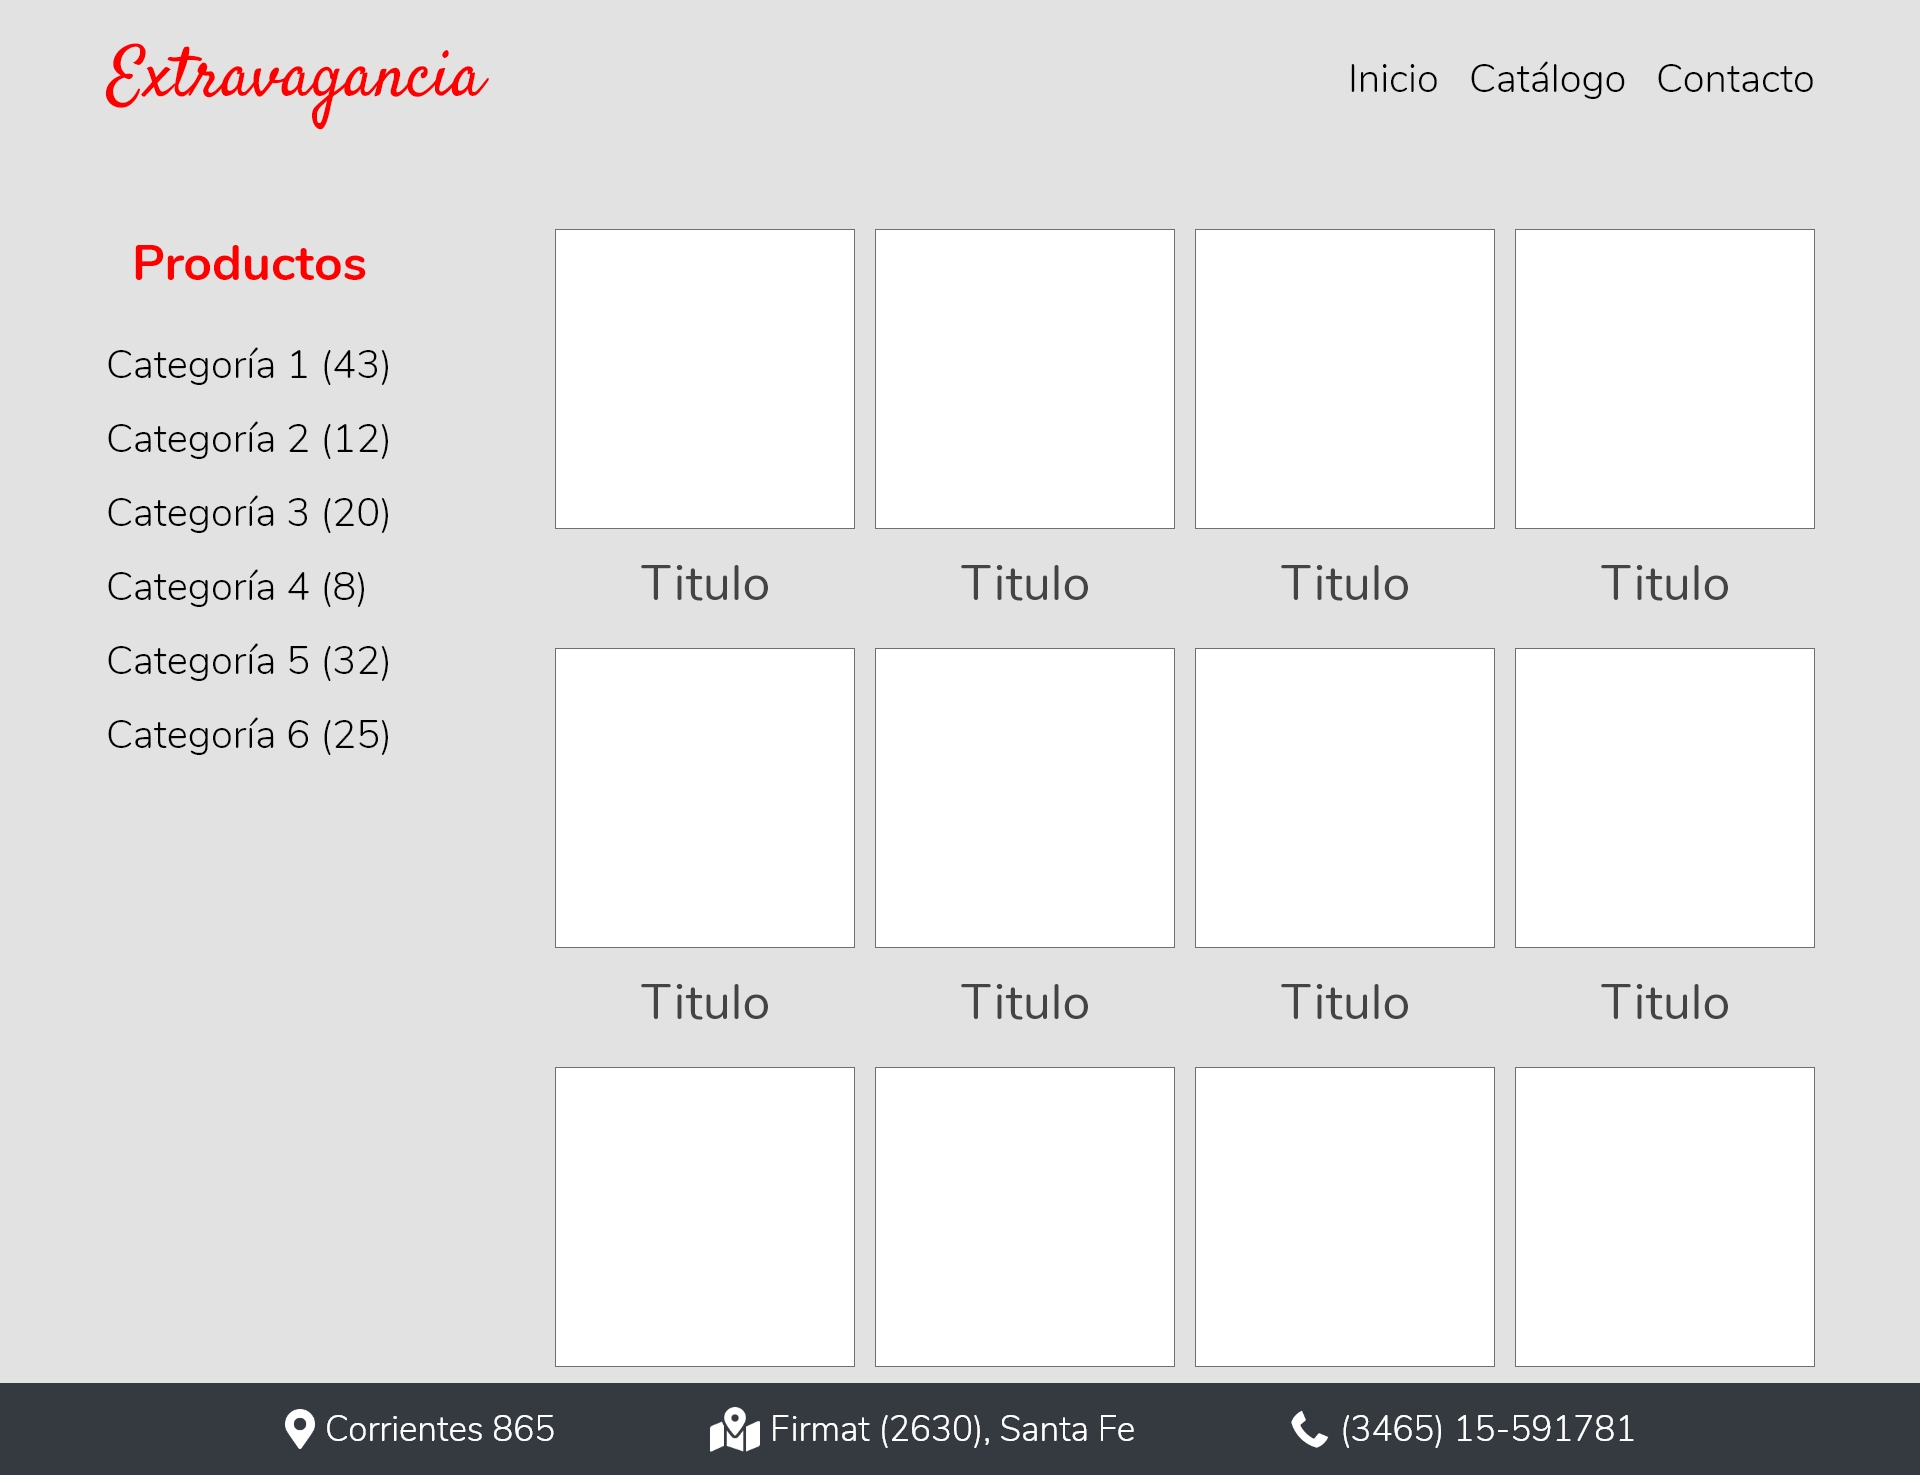 Extravagancia
Inicio Catálogo Contacto
Productos
Categoría 1 (43)
Categoría 2 (12)
Categoría 3 (20)
Categoría 4 (8)
Categoría 5 (32)
Categoría 6 (25)
Titulo Titulo Titulo Titulo
Titulo Titulo Titulo Titulo
Corrientes 865 Firmat (2630), Santa Fe (3465) 15-591781